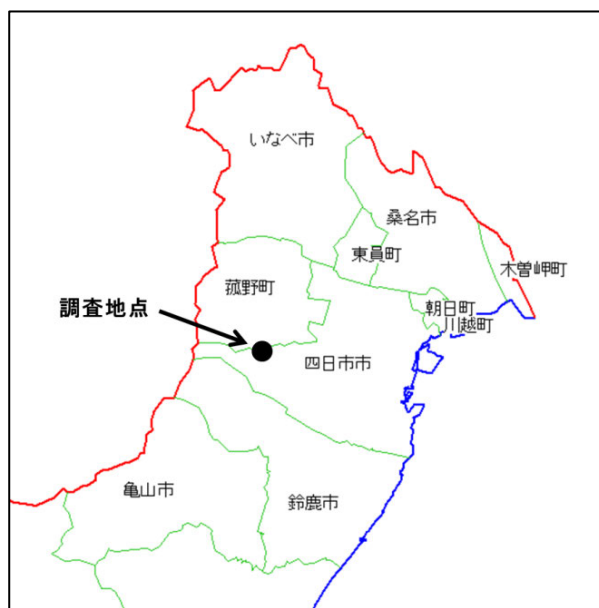 いなべ市
桑名市
東員町
木曽岬町
菰野町
朝日町
川越町
調査地点
四日市市
亀山市
鈴鹿市